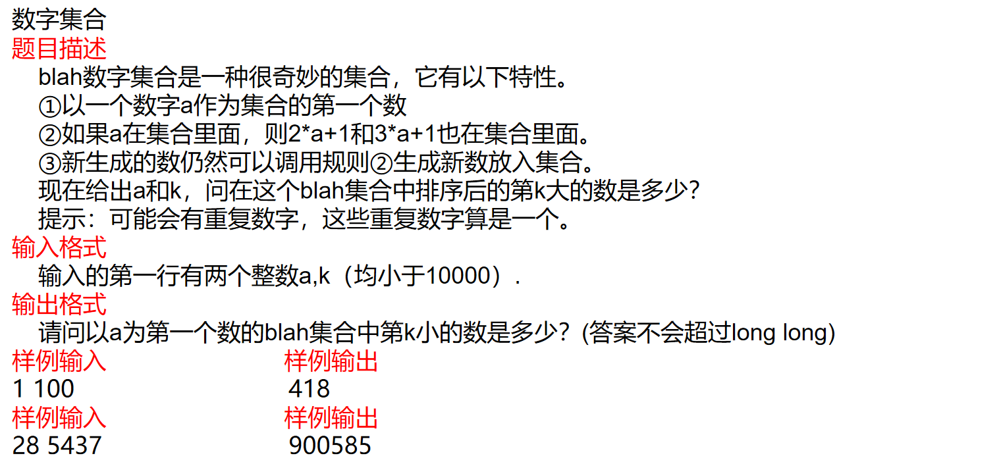 数字集合
题目描述
blah数字集合是一种很奇妙的集合，它有以下特性。
①以一个数字a作为集合的第一个数
②如果a在集合里面，则2*a+1和3*a+1也在集合里面。
③新生成的数仍然可以调用规则②生成新数放入集合。
现在给出a和k，问在这个blah集合中排序后的第k大的数是多少？
提示：可能会有重复数字，这些重复数字算是一个。
输入格式
输入的第一行有两个整数a,k（均小于10000）.
输出格式
请问以a为第一个数的blah集合中第k小的数是多少？(答案不会超过long long)
样例输入 样例输出
1 100 418
样例输入 样例输出
28 5437 900585